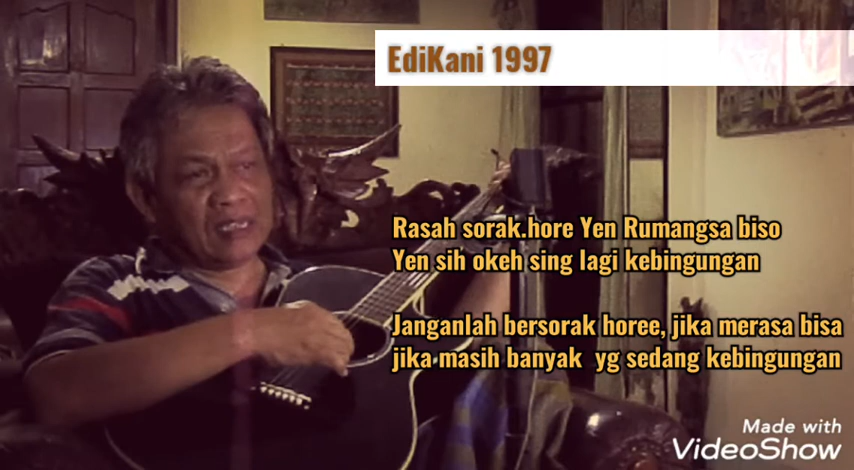 EdiKani 1997
Rasah sorak.hore Yen Rumangsa biso
Yen sih okeh sing lagi kebingungan
Janganlah bersorak horee, jika merasa bisa
jika masih banyak yg sedang kebingungan
Made with
VideoShow